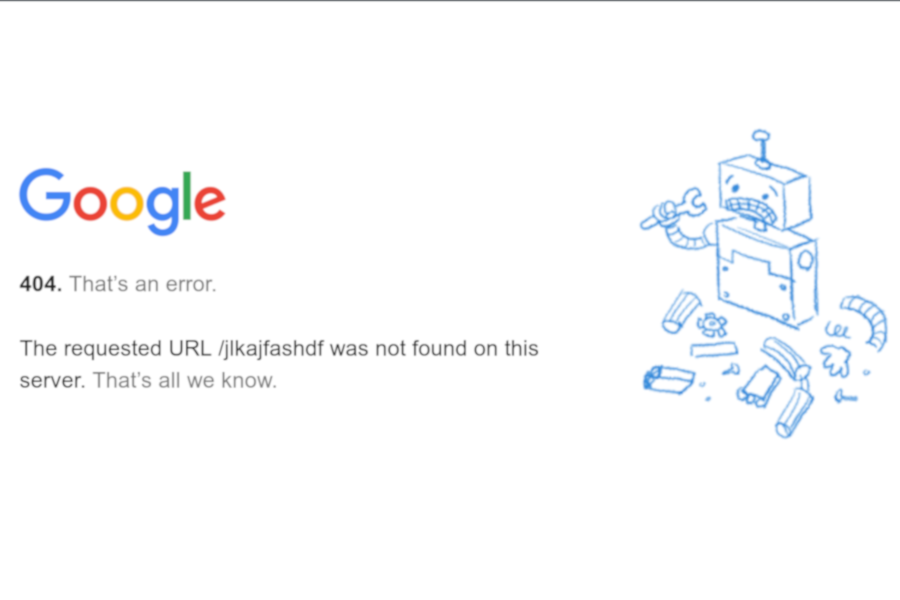 Google
404. That's an error.
The requested URL /jlkajfashdf was not found on this
server. That's all we know.